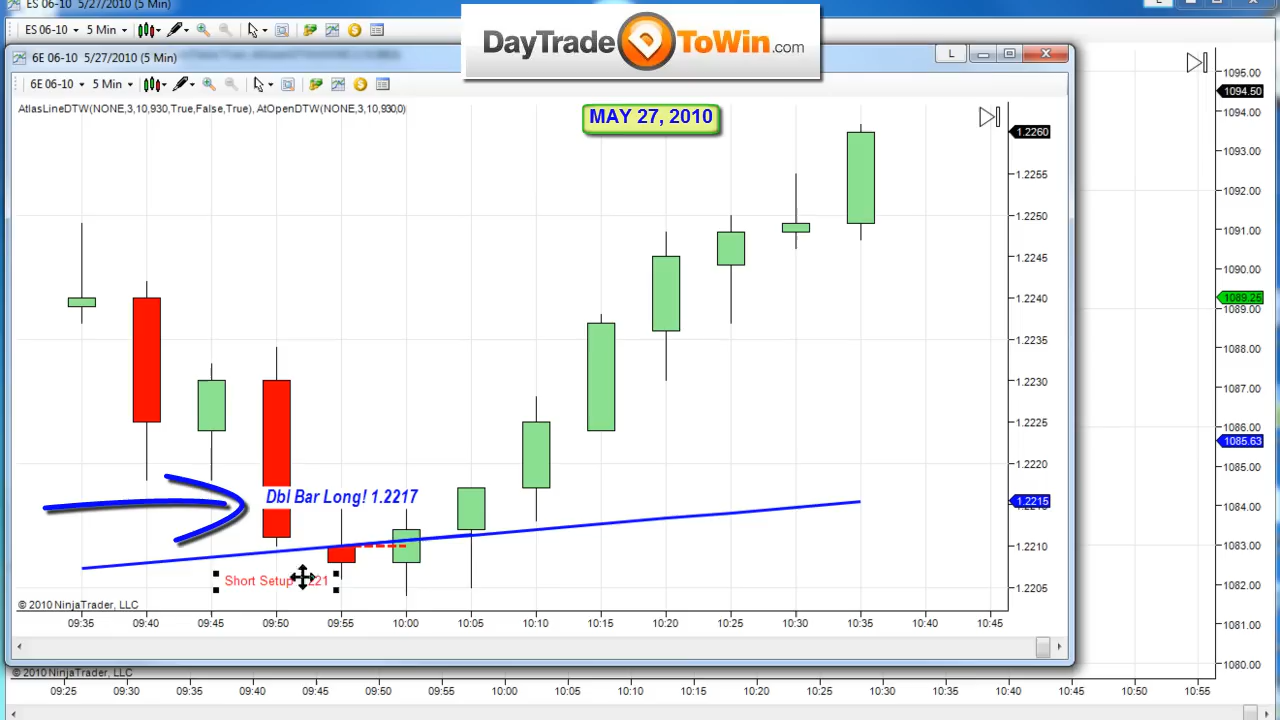 ES 06-10 5/27/2010 (5 Min)
ES 06-10 5 Min
DayTradeToWin.com
6E 06-10 5/27/2010 (5 Min)
L
6E 06-10 5 Min
AtlasLineDTW(NONE,3,10,930,True,False,True), AtOpenDTW(NONE,3,10,930,0)
MAY 27, 2010
1.2260
1.2255
1.2250
1.2245
1.2240
1.2235
1.2230
1.2225
1.2220
1.2215
1.2210
1.2205
Dbl Bar Long! 1.2217
Short Setup
© 2010 NinjaTrader, LLC
09:35 09:40 09:45 09:50 09:55 10:00 10:05 10:10 10:15 10:20 10:25 10:30 10:35 10:40 10:45
1095.00
1094.50
1094.00
1093.00
1092.00
1091.00
1090.00
1089.25
1089.00
1088.00
1087.00
1086.00
1085.63
1085.00
1084.00
1083.00
1082.00
1081.00
1080.00
© 2010 NinjaTrader, LLC
09:25 09:30 09:35 09:40 09:45 09:50 09:55 10:00 10:05 10:10 10:15 10:20 10:25 10:30 10:35 10:40 10:45 10:50 10:55